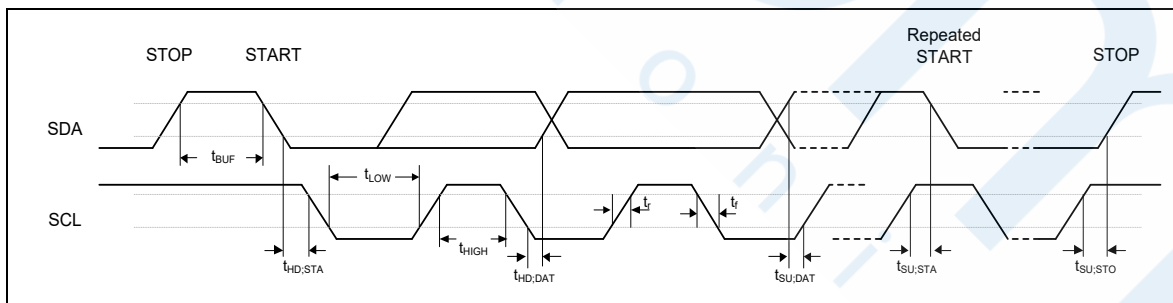 STOP
START
Repeated
START
STOP
SDA
tBUF
tLOW
SCL
tr
tf
tHD;STA
tHIGH
tHD;DAT
tSU;DAT
tSU;STA
tSU;STO